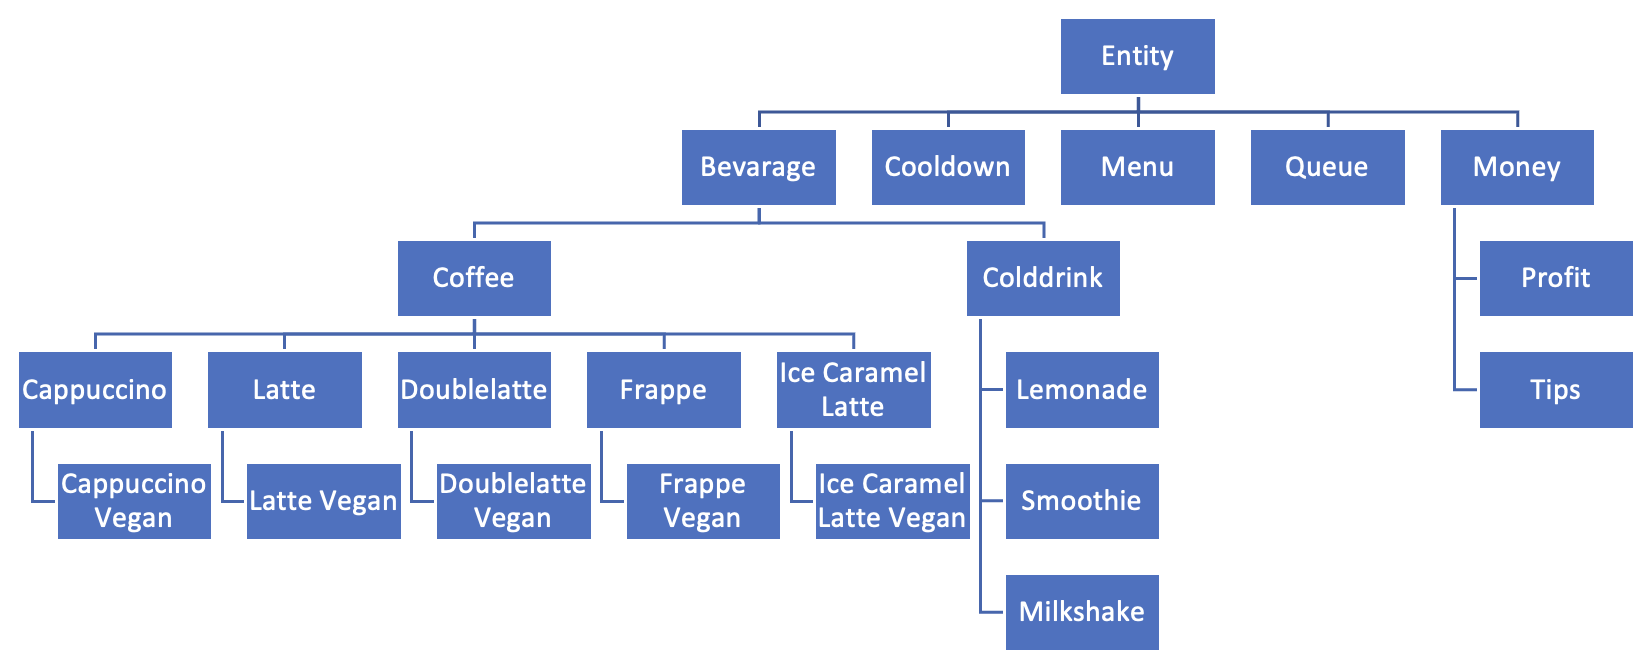 Entity
Bevarage
Cooldown
Menu
Queue
Money
Coffee
Colddrink
Profit
Cappuccino
Latte
Doublelatte
Frappe
Ice Caramel
Latte
Lemonade
Tips
Cappuccino
Vegan
Latte Vegan
Doublelatte
Vegan
Frappe
Vegan
Ice Caramel
Latte Vegan
Smoothie
Milkshake